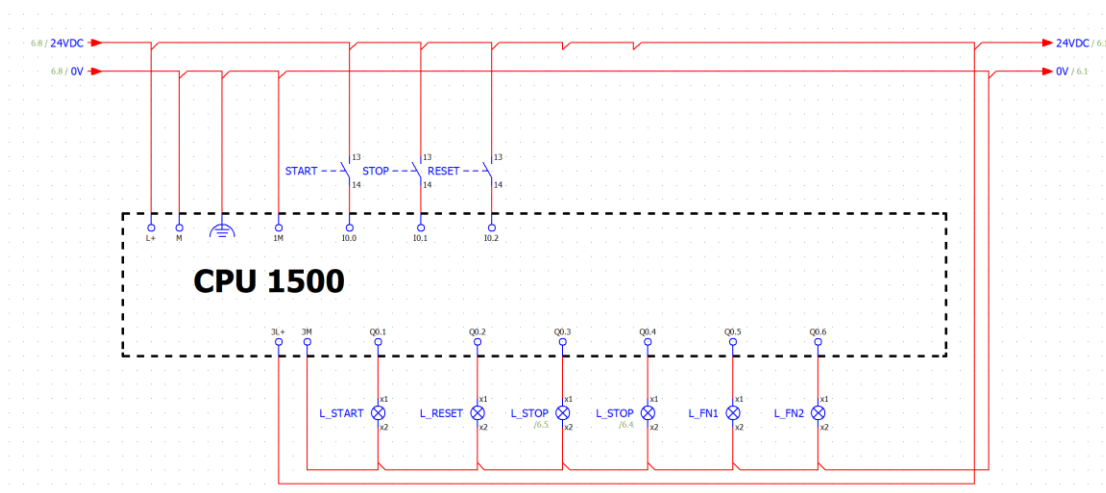 6.8 / 24VDC
24VDC / 6.1
6.8 / 0V
0V / 6.1
13 13 13
START STOP RESET
14 14 14
L+ M 1M I0.0 I0.1 I0.2
CPU 1500
3L+ 3M Q0.1 Q0.2 Q0.3 Q0.4 Q0.5 Q0.6
x1 x1 x1 x1 x1 x1
L_START L_RESET L_STOP L_STOP L_FN1 L_FN2
/6.5 /6.4
x2 x2 x2 x2 x2 x2